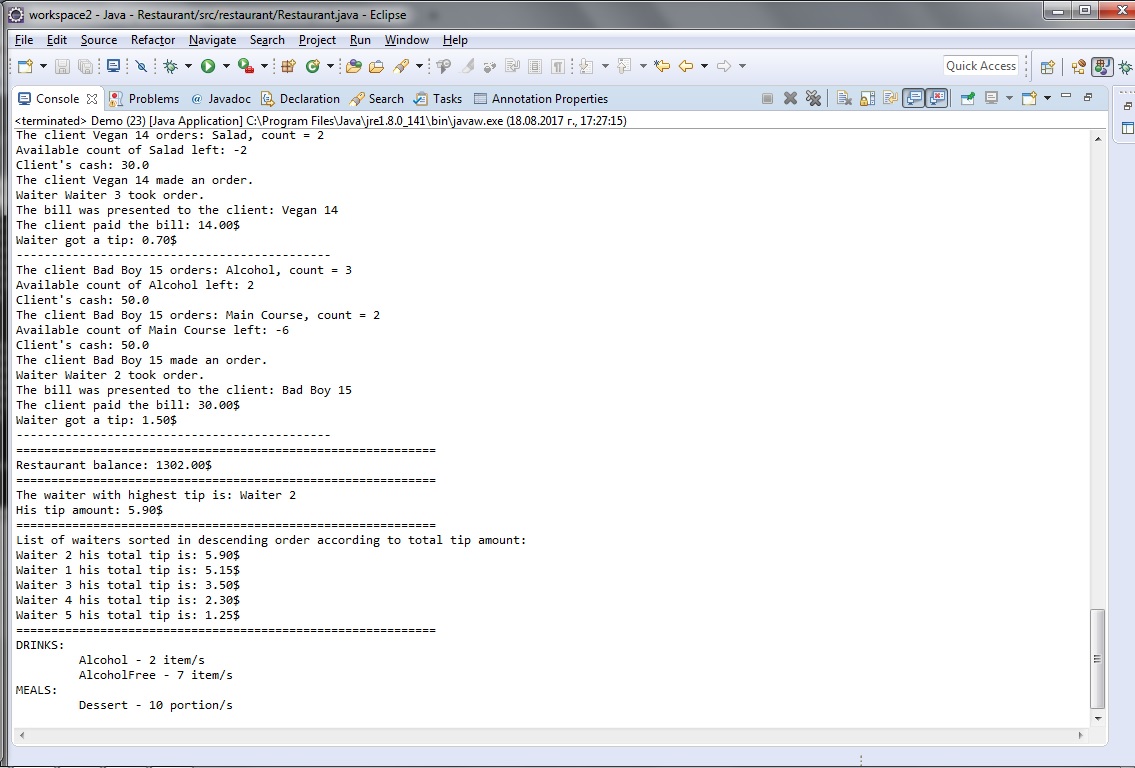 workspace2 - Java - Restaurant/src/restaurant/Restaurant.java - Eclipse
File Edit Source Refactor Navigate Search Project Run Window Help
Quick Access
Console Problems @ Javadoc Declaration Search Tasks Annotation Properties
<terminated> Demo (23) [Java Application] C:\Program Files\Java\jre1.8.0_141\bin\javaw.exe (18.08.2017 г., 17:27:15)
The client Vegan 14 orders: Salad, count = 2
Available count of Salad left: -2
Client's cash: 30.0
The client Vegan 14 made an order.
Waiter Waiter 3 took order.
The bill was presented to the client: Vegan 14
The client paid the bill: 14.00$
Waiter got a tip: 0.70$
---------------------------------------------
The client Bad Boy 15 orders: Alcohol, count = 3
Available count of Alcohol left: 2
Client's cash: 50.0
The client Bad Boy 15 orders: Main Course, count = 2
Available count of Main Course left: -6
Client's cash: 50.0
The client Bad Boy 15 made an order.
Waiter Waiter 2 took order.
The bill was presented to the client: Bad Boy 15
The client paid the bill: 30.00$
Waiter got a tip: 1.50$
---------------------------------------------
============================================================
Restaurant balance: 1302.00$
============================================================
The waiter with highest tip is: Waiter 2
His tip amount: 5.90$
============================================================
List of waiters sorted in descending order according to total tip amount:
Waiter 2 his total tip is: 5.90$
Waiter 1 his total tip is: 5.15$
Waiter 3 his total tip is: 3.50$
Waiter 4 his total tip is: 2.30$
Waiter 5 his total tip is: 1.25$
============================================================
DRINKS:
Alcohol - 2 item/s
AlcoholFree - 7 item/s
MEALS:
Dessert - 10 portion/s